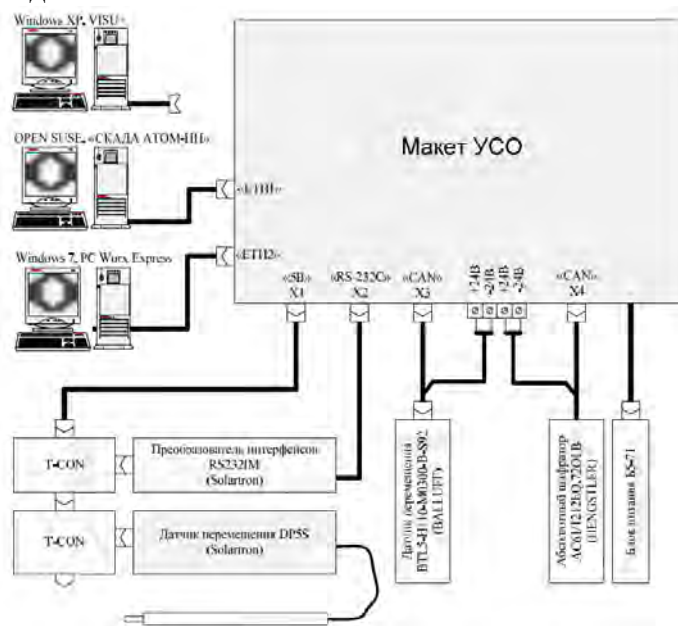 Windows XP, VISU+
OPEN SUSE, «СКАДА АТОМ-НН»
Windows 7, PC Worx Express
Макет УСО
«ETH1»
«ETH2»
«SB»
X1
«RS-232C»
X2
«CAN»
X3
+24В
-24В
+24В
-24В
«CAN»
X4
T-CON
Преобразователь интерфейсов
RS232IM
(Solartron)
T-CON
Датчик перемещения DP5S
(Solartron)
Датчик перемещения
(BALLUFF)
Абсолютный шифратор
(HENGSTLER)
Блок питания